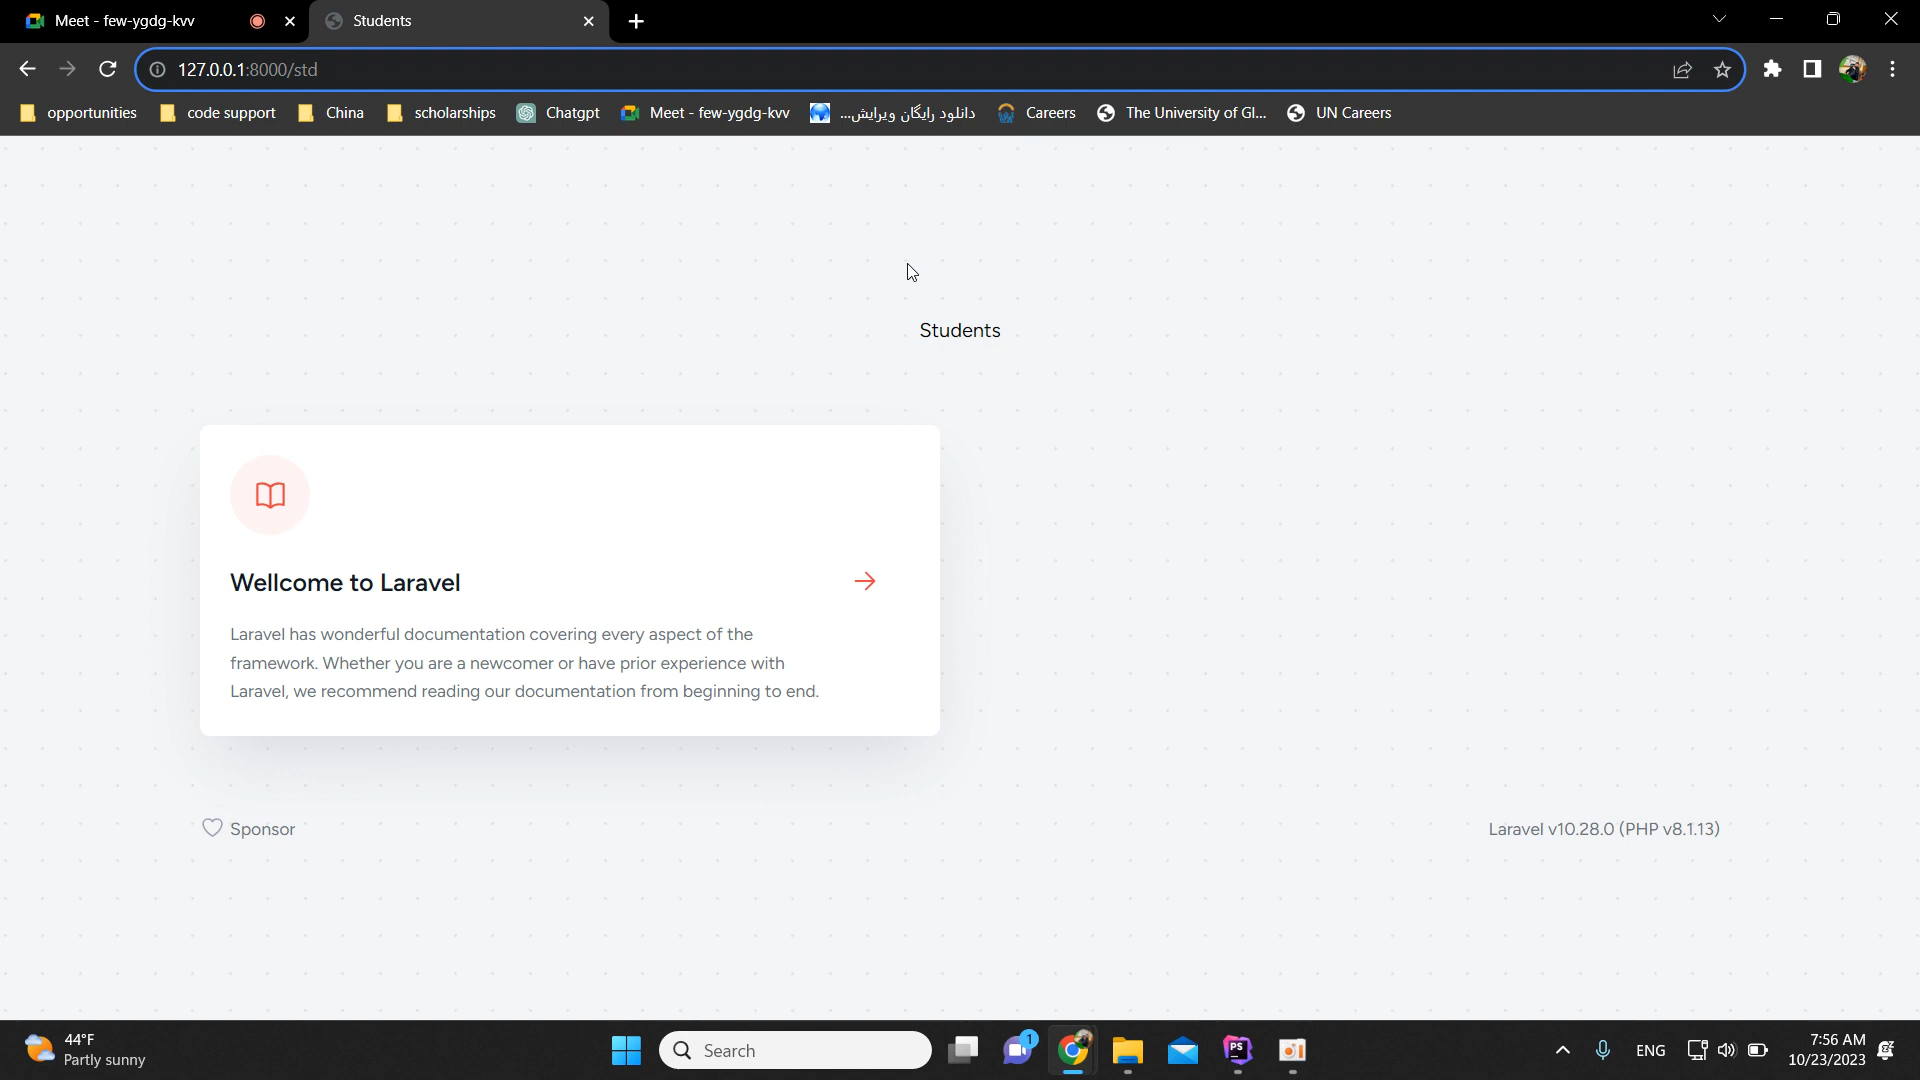 Meet - few-ygdg-kvv
Students
127.0.0.1:8000/std
opportunities
code support
China
scholarships
Chatgpt
Meet - few-ygdg-kvv
دانلود رایگان ویرایش...
Careers
The University of Gl...
UN Careers
Students
Wellcome to Laravel
Laravel has wonderful documentation covering every aspect of the
framework. Whether you are a newcomer or have prior experience with
Laravel, we recommend reading our documentation from beginning to end.
Sponsor
Laravel v10.28.0 (PHP v8.1.13)
44°F
Partly sunny
Search
1
PS
ENG
7:56 AM
10/23/2023